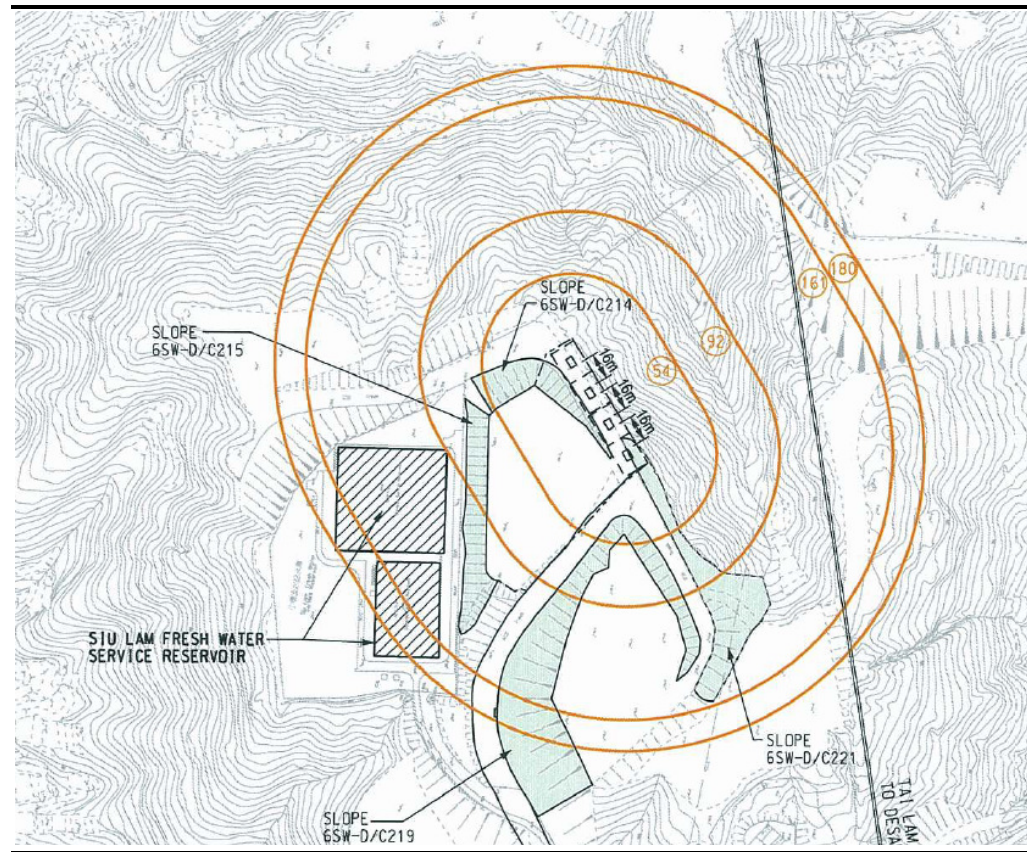 SLOPE
6SW-D/C214
SLOPE
6SW-D/C215
161
180
92
54
16m
16m
16m
SIU LAM FRESH WATER
SERVICE RESERVOIR
SLOPE
6SW-D/C221
SLOPE
6SW-D/C219
TAI LAM
TO DESA